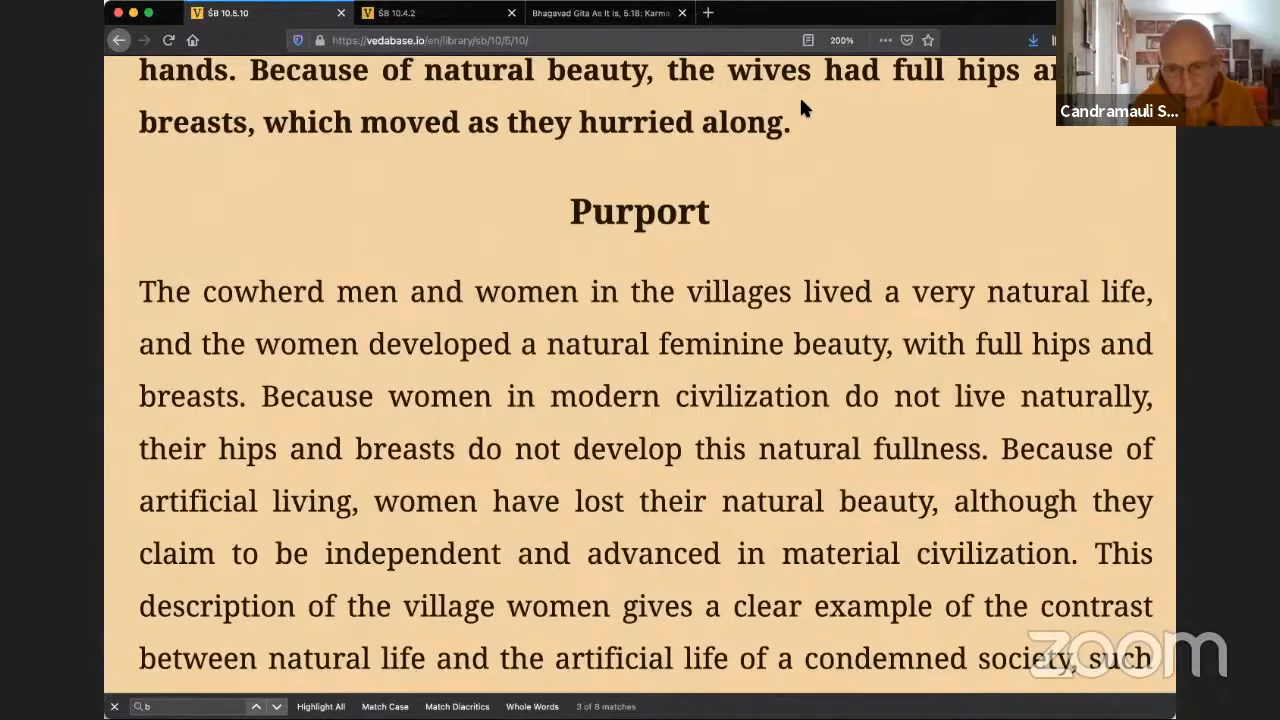 ŚB 10.5.10
ŚB 10.4.2
Bhagavad Gita As It Is, 5.18: Karma
https://vedabase.io/en/library/sb/10/5/10/
200%
hands. Because of natural beauty, the wives had full hips
breasts, which moved as they hurried along.
Candramauli S...
Purport
The cowherd men and women in the villages lived a very natural life,
and the women developed a natural feminine beauty, with full hips and
breasts. Because women in modern civilization do not live naturally,
their hips and breasts do not develop this natural fullness. Because of
artificial living, women have lost their natural beauty, although they
claim to be independent and advanced in material civilization. This
description of the village women gives a clear example of the contrast
between natural life and the artificial life of a condemned society, such
zoom
b
Highlight All
Match Case
Match Diacritics
Whole Words
3 of 8 matches